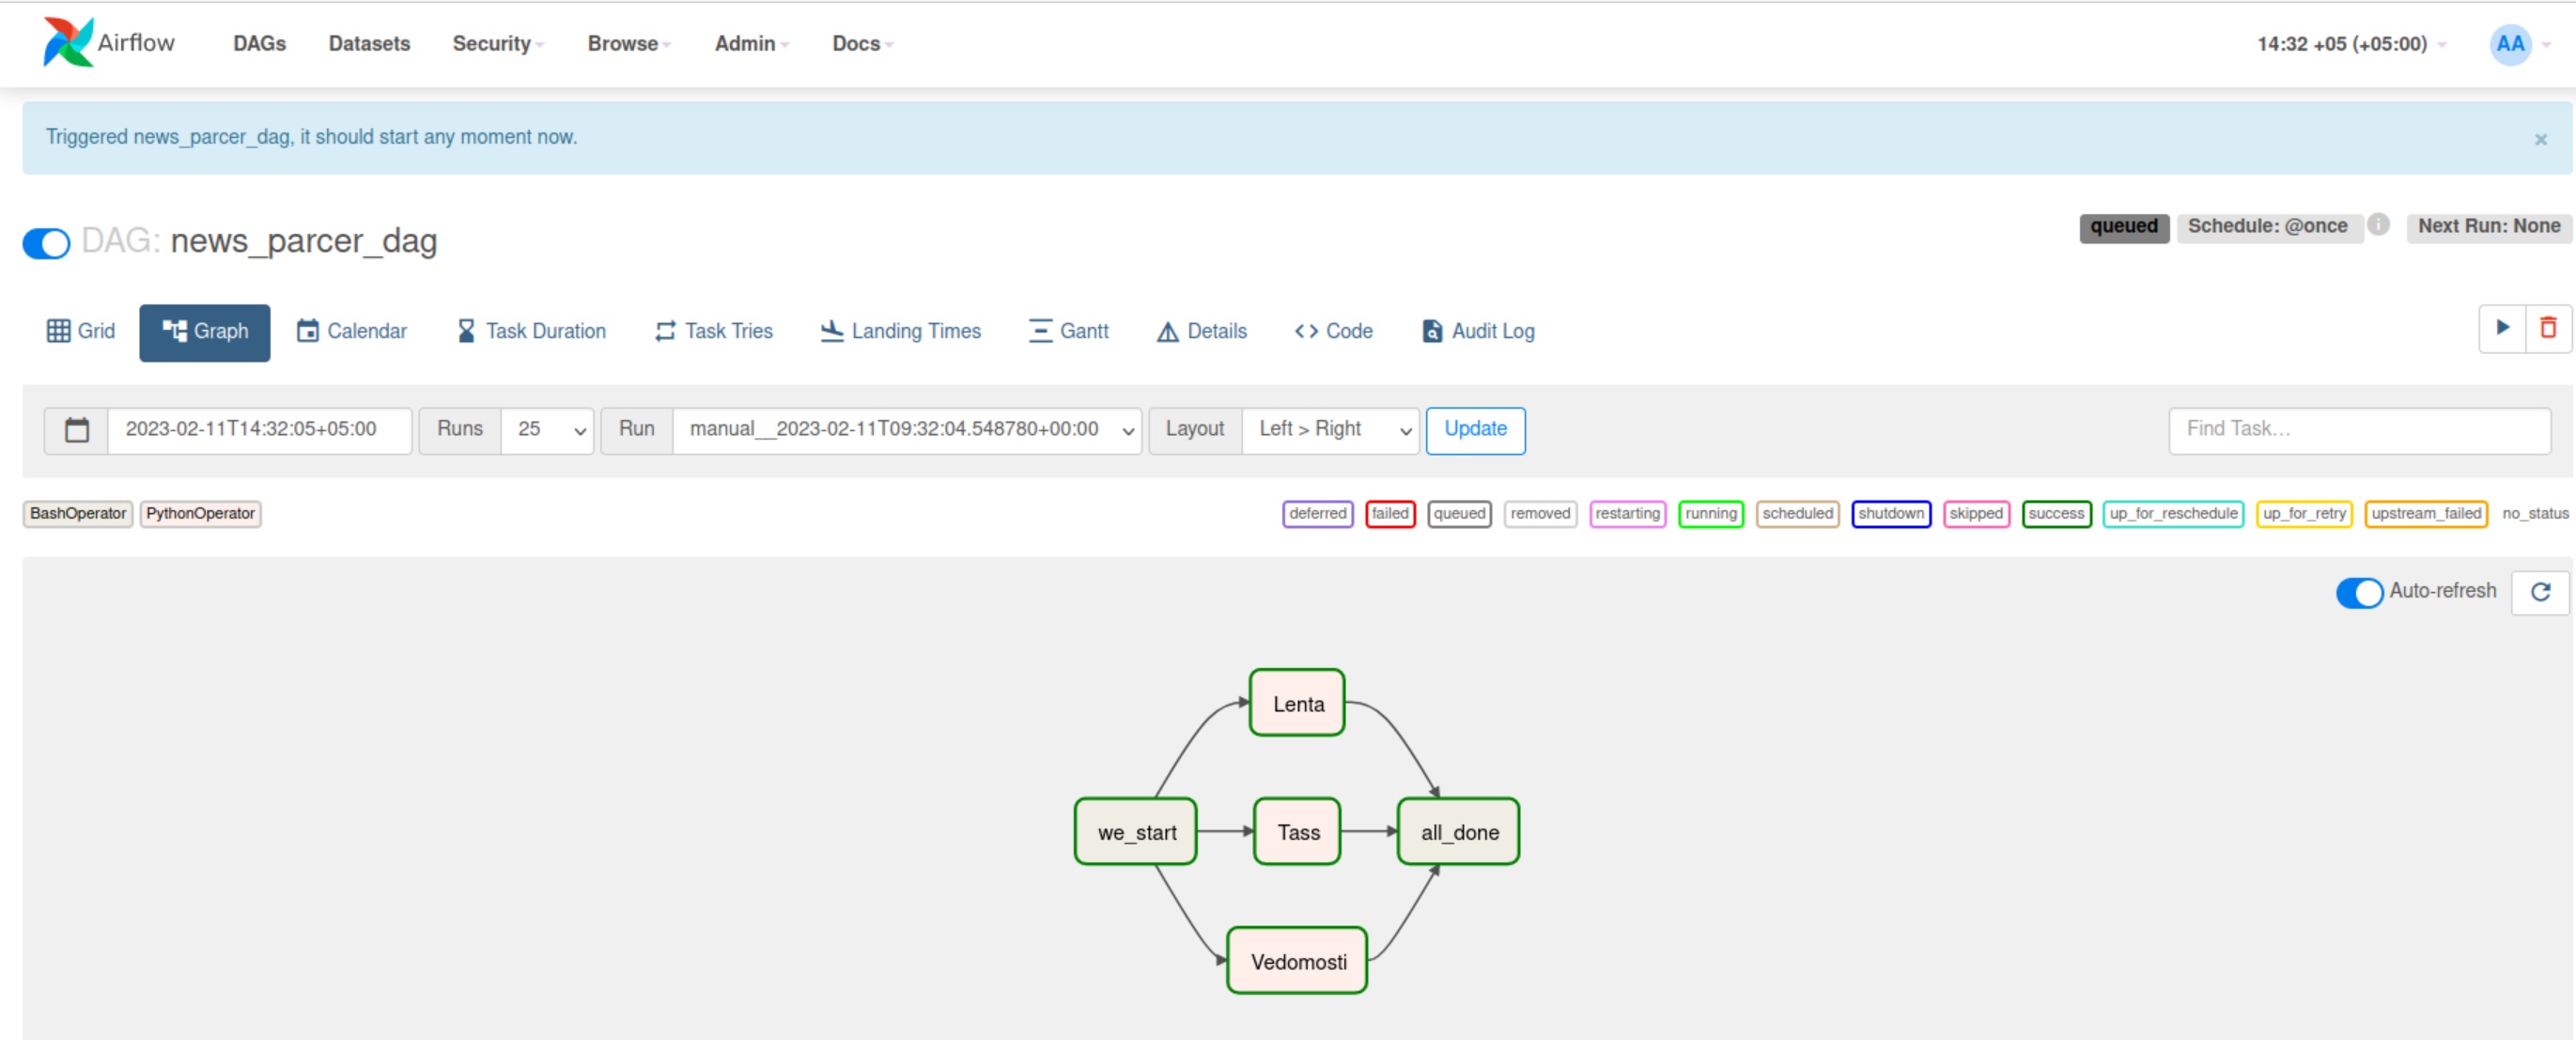 Airflow DAGs Datasets Security Browse Admin Docs 14:32 +05 (+05:00) AA
Triggered news_parcer_dag, it should start any moment now. ×
DAG: news_parcer_dag queued Schedule: @once i Next Run: None
Grid Graph Calendar Task Duration Task Tries Landing Times Gantt Details Code Audit Log
2023-02-11T14:32:05+05:00 Runs 25 Run manual__2023-02-11T09:32:04.548780+00:00 Layout Left > Right Update Find Task...
BashOperator PythonOperator deferred failed queued removed restarting running scheduled shutdown skipped success up_for_reschedule up_for_retry upstream_failed no_status
Auto-refresh
Lenta
we_start Tass all_done
Vedomosti